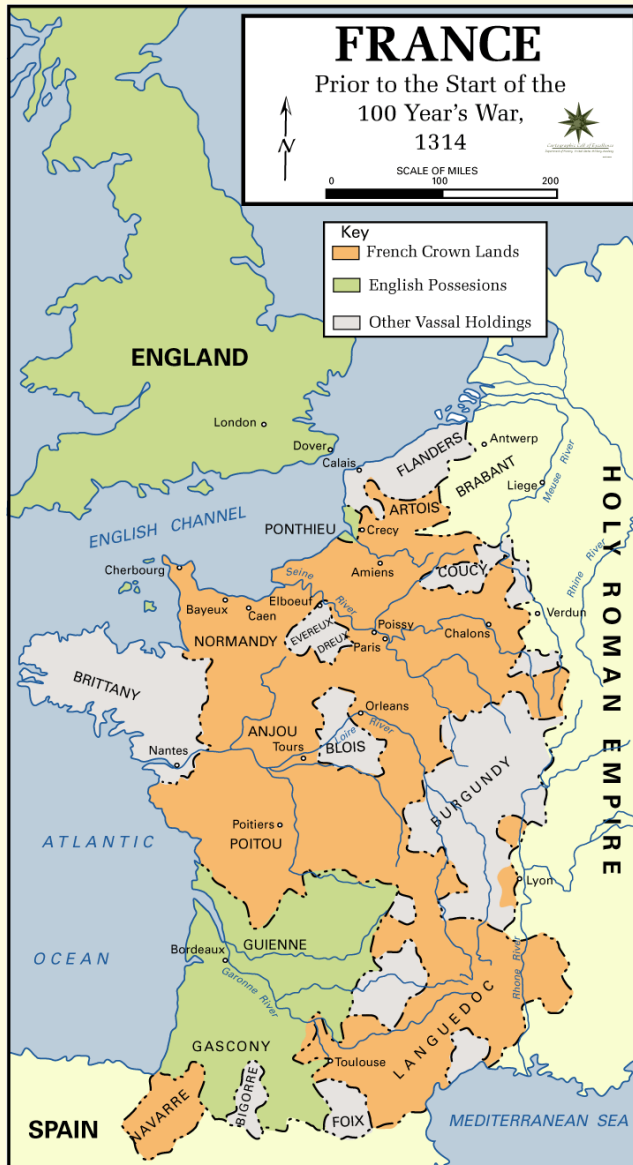 FRANCE
Prior to the Start of the
100 Year's War,
1314
N
SCALE OF MILES
0 100 200
Key
French Crown Lands
English Possesions
Other Vassal Holdings
ENGLAND
London
Dover
Calais
FLANDERS
Antwerp
BRABANT
Liege
Meuse River
ARTOIS
ENGLISH CHANNEL
PONTHIEU
Crecy
Rhine River
HOLY ROMAN EMPIRE
Cherbourg
Seine River
Amiens
COUCY
Bayeux
Caen
Elboeuf
Verdun
NORMANDY
EVEREUX
DREUX
Poissy
Paris
Chalons
BRITTANY
Orleans
ANJOU
Loire River
Nantes
Tours
BLOIS
BURGUNDY
Poitiers
POITOU
ATLANTIC
OCEAN
Lyon
GUIENNE
Bordeaux
Garonne River
Rhone River
LANGUEDOC
GASCONY
Toulouse
NAVARRE
BIGORRE
FOIX
SPAIN
MEDITERRANEAN SEA